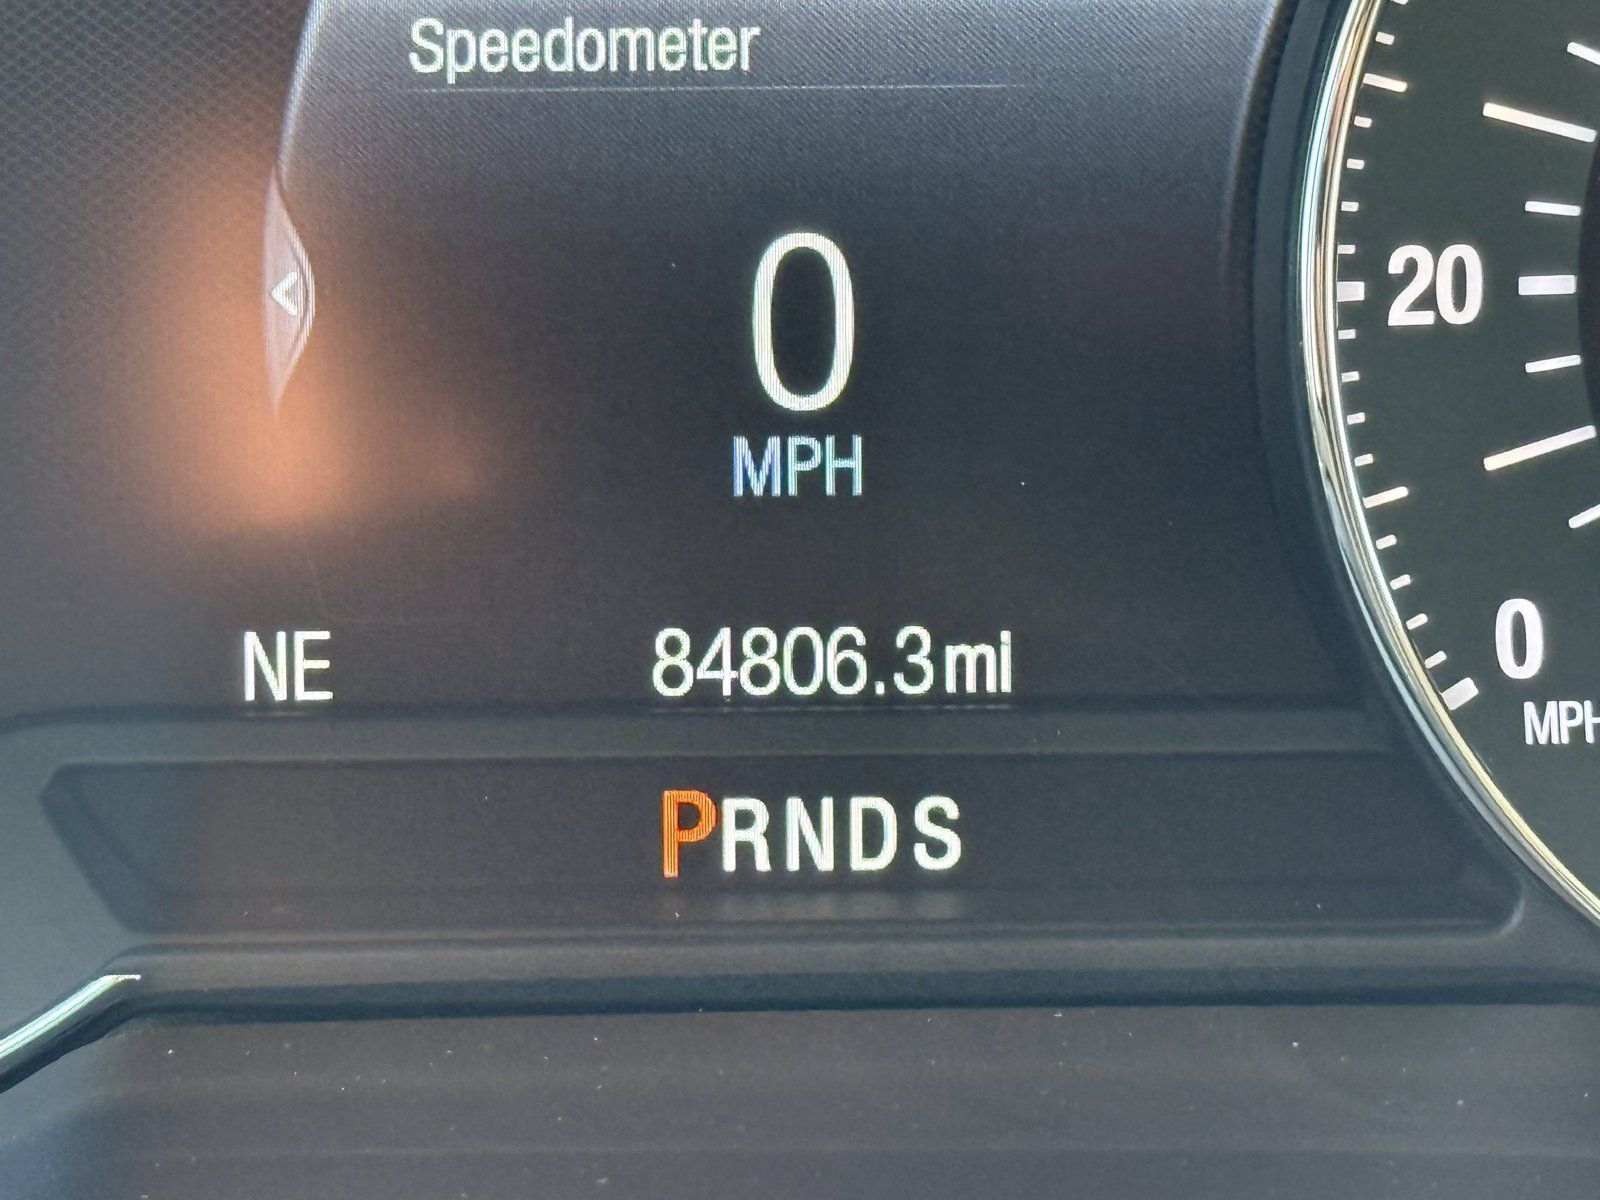 Speedometer
<
0
MPH
20
NE
84806.3mi
0
MPH
PRNDS